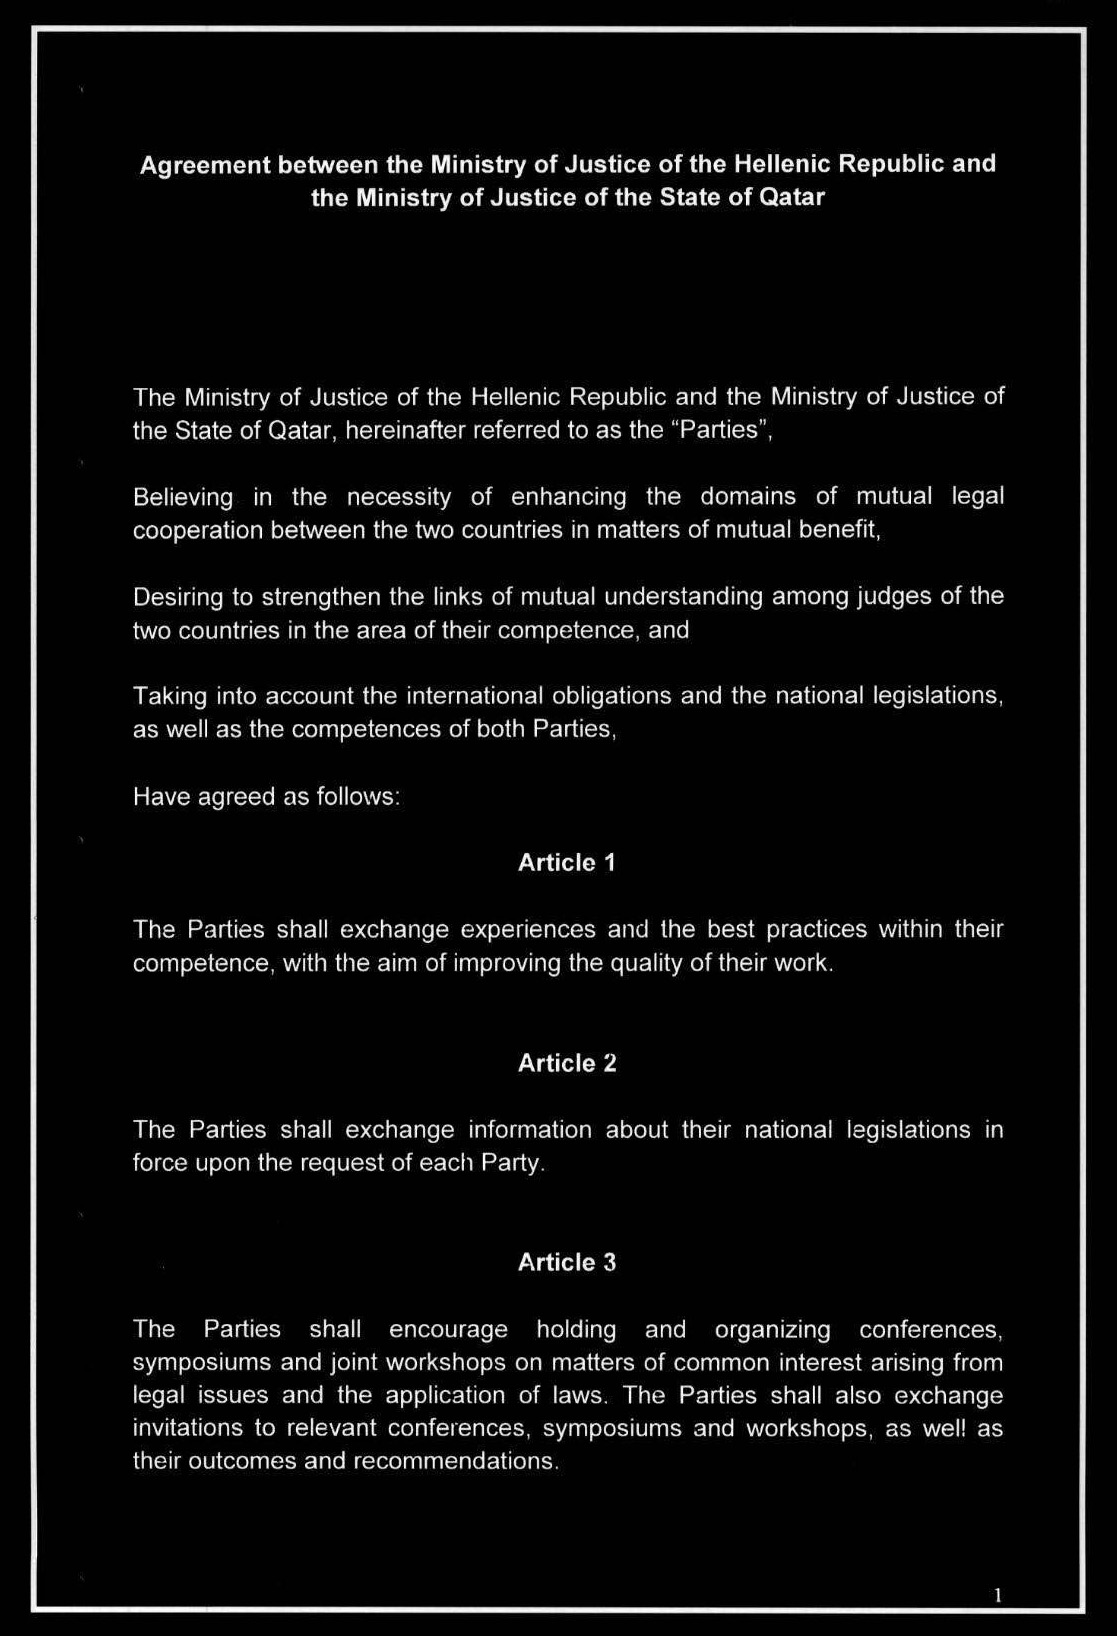 Agreement between the Ministry of Justice of the Hellenic Republic and
the Ministry of Justice of the State of Qatar
The Ministry of Justice of the Hellenic Republic and the Ministry of Justice of
the State of Qatar, hereinafter referred to as the “Parties”,
Believing in the necessity of enhancing the domains of mutual legal
cooperation between the two countries in matters of mutual benefit,
Desiring to strengthen the links of mutual understanding among judges of the
two countries in the area of their competence, and
Taking into account the international obligations and the national legislations,
as well as the competences of both Parties,
Have agreed as follows:
Article 1
The Parties shall exchange experiences and the best practices within their
competence, with the aim of improving the quality of their work.
Article 2
The Parties shall exchange information about their national legislations in
force upon the request of each Party.
Article 3
The Parties shall encourage holding and organizing conferences,
symposiums and joint workshops on matters of common interest arising from
legal issues and the application of laws. The Parties shall also exchange
invitations to relevant conferences, symposiums and workshops, as well as
their outcomes and recommendations.
1